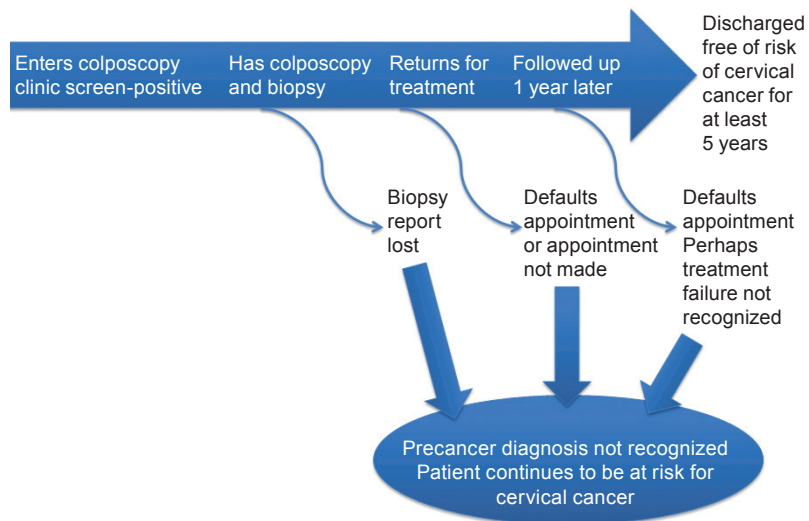 Enters colposcopy
clinic screen-positive
Has colposcopy
and biopsy
Returns for
treatment
Followed up
1 year later
Discharged
free of risk
of cervical
cancer for
at least
5 years
Biopsy
report
lost
Defaults
appointment
or appointment
not made
Defaults
appointment
Perhaps
treatment
failure not
recognized
Precancer diagnosis not recognized
Patient continues to be at risk for
cervical cancer